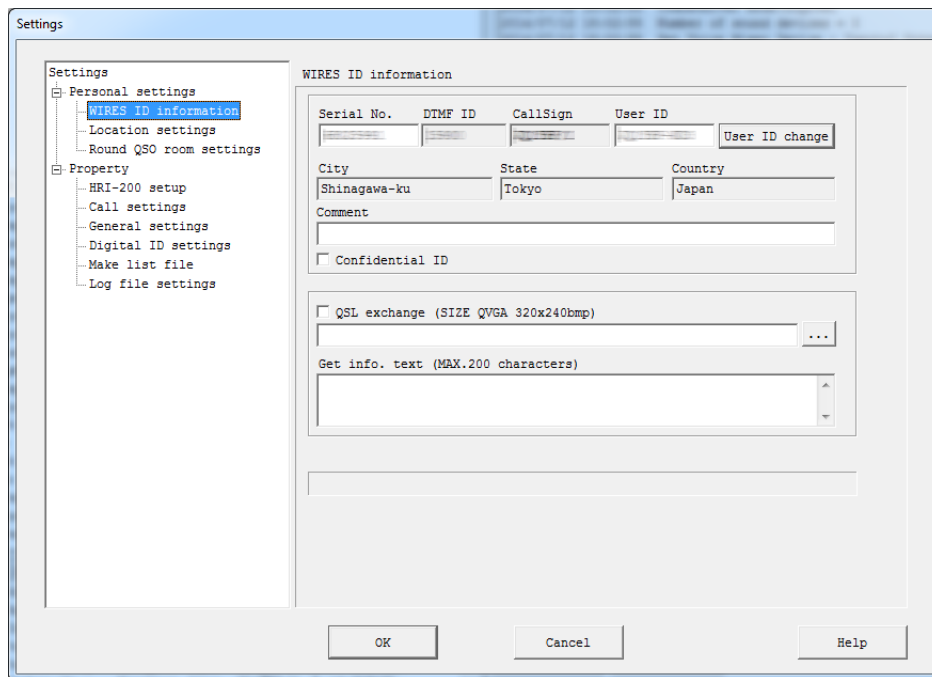 Settings
Settings
Personal settings
WIRES ID information
Location settings
Round QSO room settings
Property
HRI-200 setup
Call settings
General settings
Digital ID settings
Make list file
Log file settings
WIRES ID information
Serial No. DTMF ID CallSign User ID
User ID change
City State Country
Shinagawa-ku Tokyo Japan
Comment
Confidential ID
QSL exchange (SIZE QVGA 320x240bmp)
...
Get info. text (MAX.200 characters)
OK Cancel Help